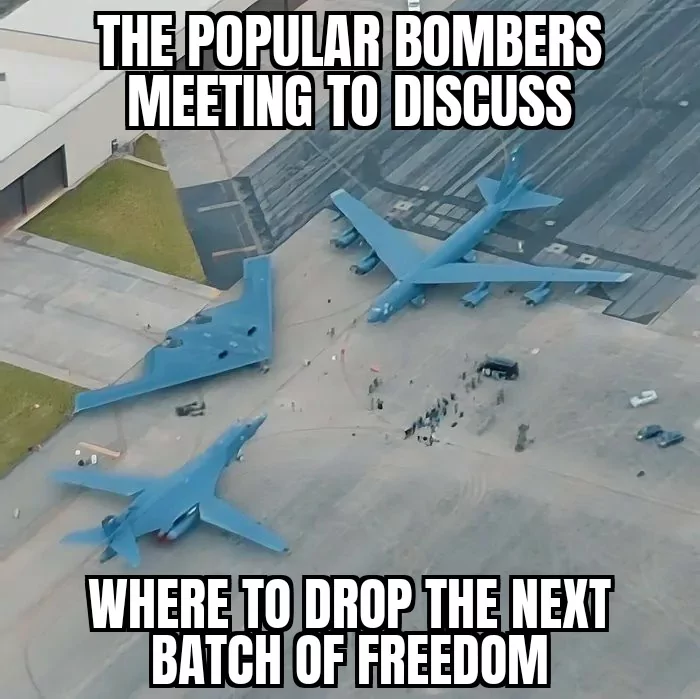 THE POPULAR BOMBERS
MEETING TO DISCUSS
WHERE TO DROP THE NEXT
BATCH OF FREEDOM